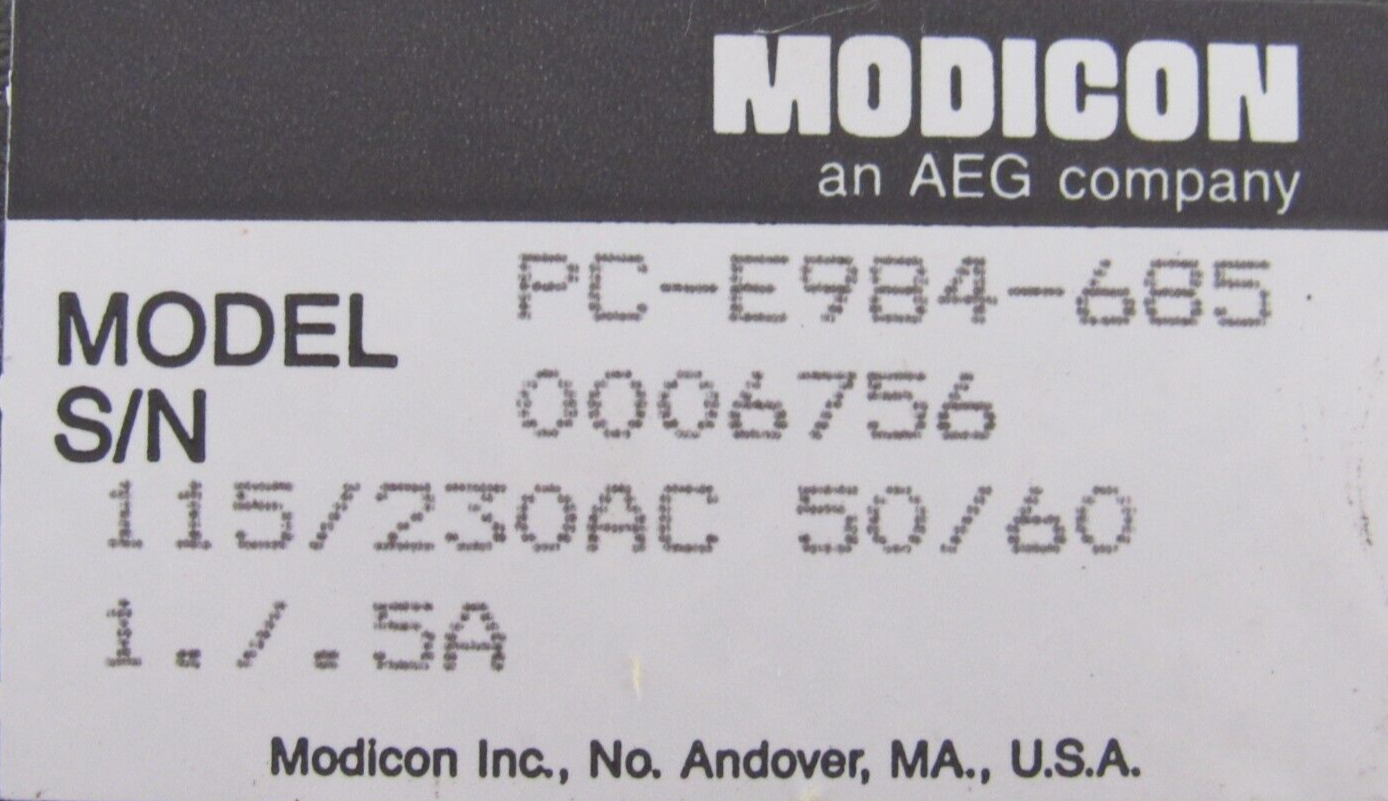 MODICON
an AEG company
MODEL PC-E984-685
S/N 0006756
115/230AC 50/60
1./.5A
Modicon Inc., No. Andover, MA., U.S.A.